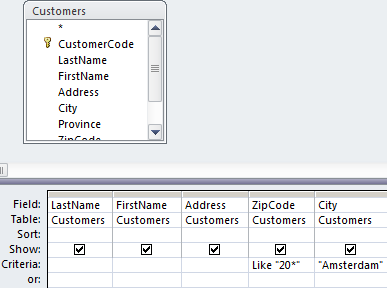 Customers
*
CustomerCode
LastName
FirstName
Address
City
Province
ZipCode
Field: LastName FirstName Address ZipCode City
Table: Customers Customers Customers Customers Customers
Sort:
Show:
Criteria: Like "20*" "Amsterdam"
or: